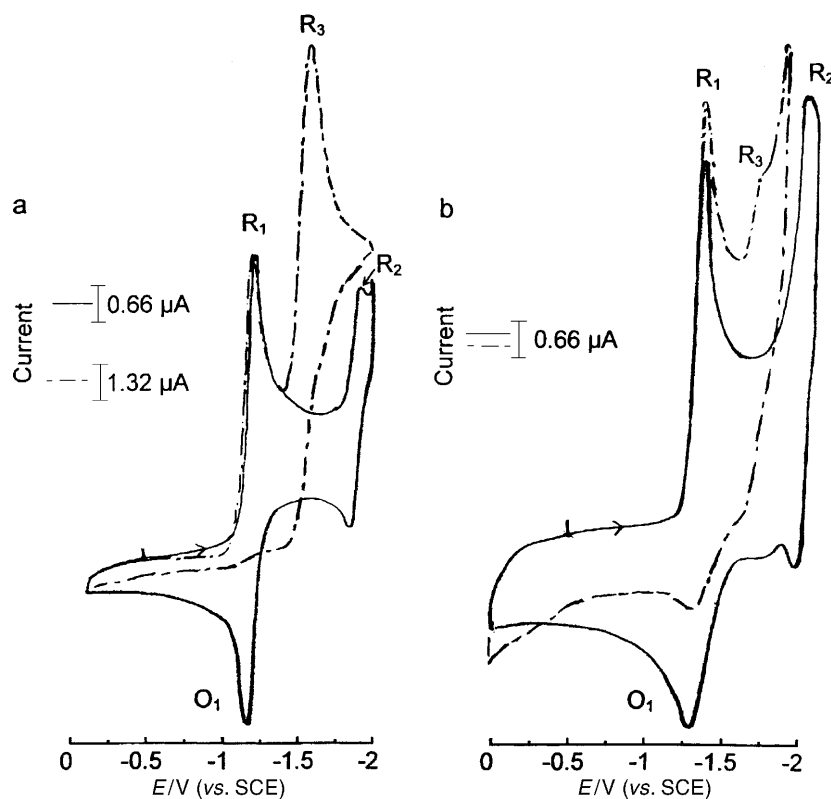 a
R₃
R₁
R₂
0.66 µA
1.32 µA
Current
O₁
0 -0.5 -1 -1.5 -2
E/V (vs. SCE)
b
R₁
R₂
R₃
0.66 µA
Current
O₁
0 -0.5 -1 -1.5 -2
E/V (vs. SCE)